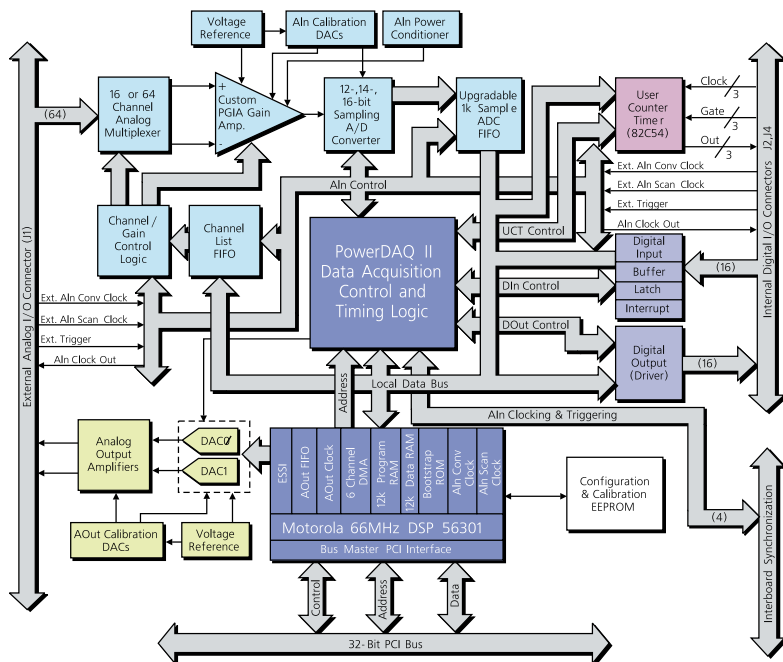 Voltage
Reference
AIn Calibration
DACs
AIn Power
Conditioner
16 or 64
Channel
Analog
Multiplexer
+
Custom
PGIA Gain
Amp.
-
12-,14-,
16-bit
Sampling
A/D
Converter
Upgradable
1k Sample
ADC
FIFO
User
Counter
Timer
(82C54)
Clock
3
Gate
3
Out
3
(64)
Ext. AIn Conv Clock
Ext. AIn Scan Clock
Ext. Trigger
AIn Clock Out
AIn Control
Channel /
Gain
Control
Logic
Channel
List
FIFO
PowerDAQ II
Data Acquisition
Control and
Timing Logic
UCT Control
Digital
Input
Buffer
Latch
Interrupt
(16)
DIn Control
DOut Control
Digital
Output
(Driver)
(16)
Ext. AIn Conv Clock
Ext. AIn Scan Clock
Ext. Trigger
AIn Clock Out
External Analog I/O Connector (J1)
Internal Digital I/O Connectors J2,J4
Address
Local Data Bus
AIn Clocking & Triggering
Analog
Output
Amplifiers
DAC0
DAC1
AOut Calibration
DACs
Voltage
Reference
ESSI
AOut FIFO
AOut Clock
6 Channel
DMA
12k Program
RAM
12k Data RAM
Bootstrap
ROM
AIn Conv
Clock
AIn Scan
Clock
Motorola 66MHz DSP 56301
Bus Master PCI Interface
Configuration
& Calibration
EEPROM
(4)
Interboard Synchronization
Control
Address
Data
32-Bit PCI Bus